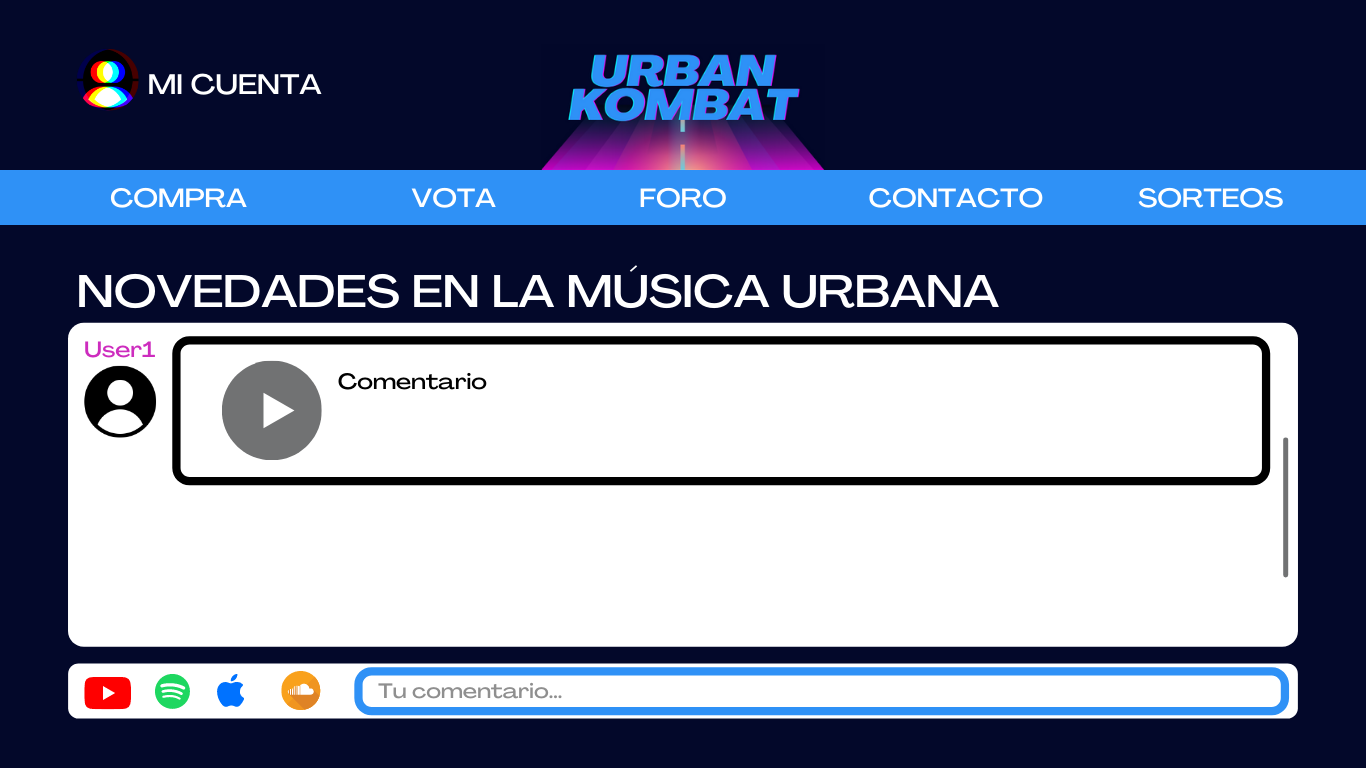 MI CUENTA
URBAN
KOMBAT
COMPRA VOTA FORO CONTACTO SORTEOS
NOVEDADES EN LA MÚSICA URBANA
User1
Comentario
Tu comentario...